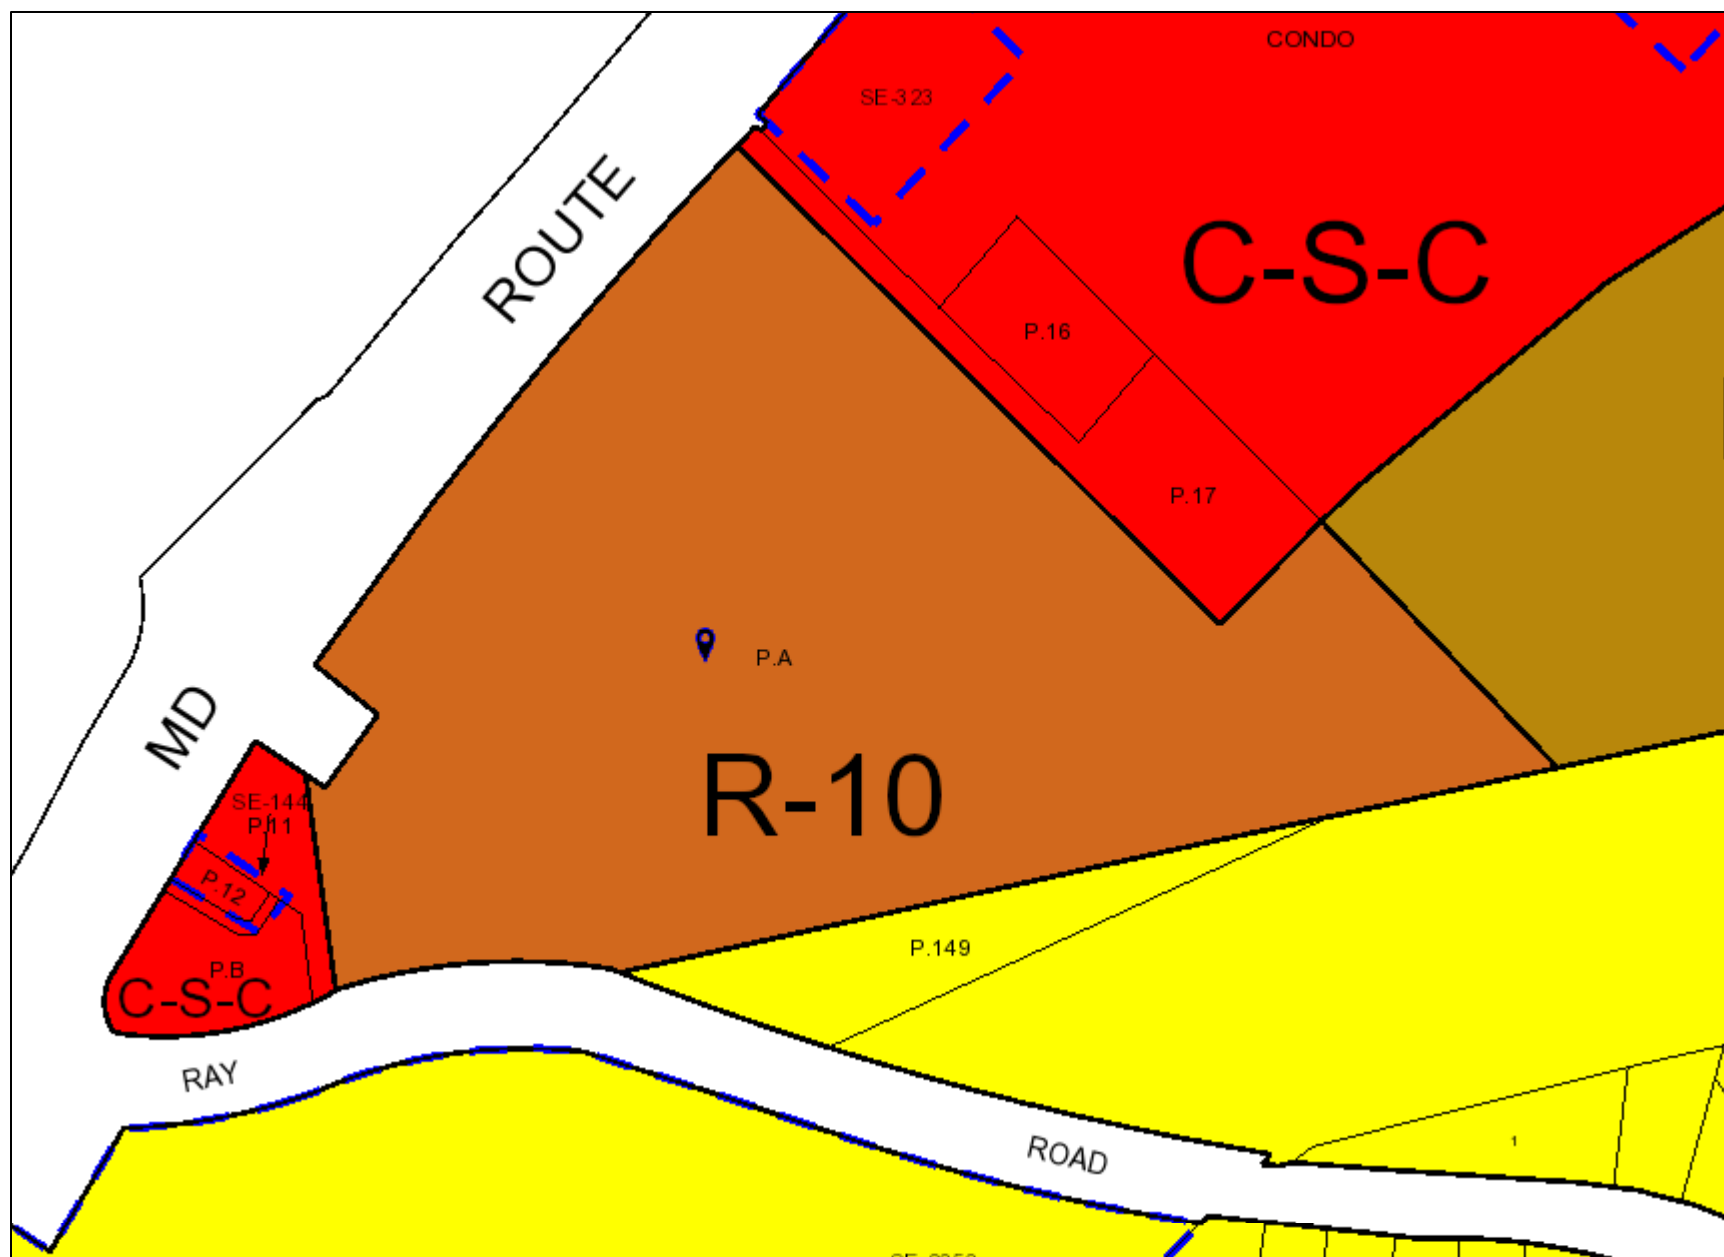 CONDO
SE-323
ROUTE
C-S-C
P.16
P.17
P.A
MD
R-10
SE-144
P.11
P.12
P.149
P.B
C-S-C
RAY
ROAD
1